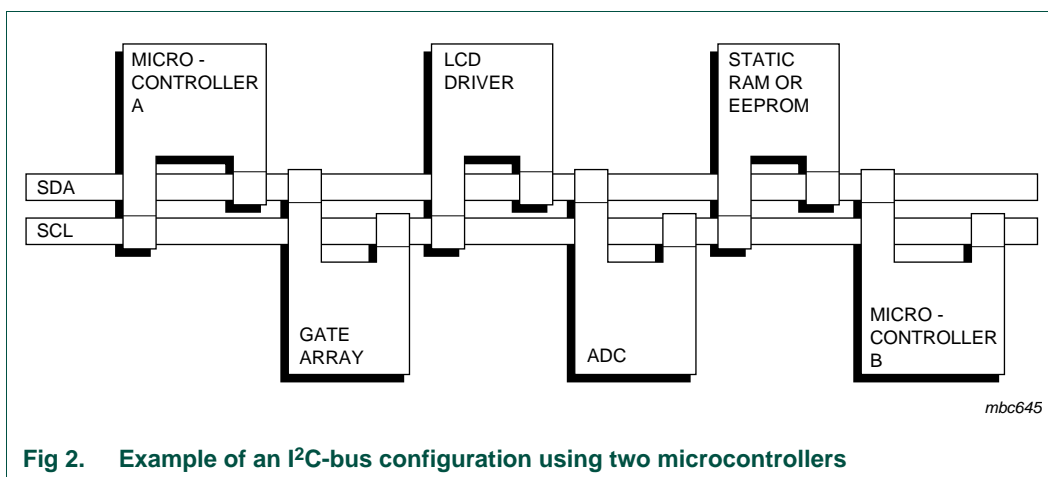 MICRO -
CONTROLLER
A
LCD
DRIVER
STATIC
RAM OR
EEPROM
SDA
SCL
GATE
ARRAY
ADC
MICRO -
CONTROLLER
B
mbc645
Fig 2. Example of an I²C-bus configuration using two microcontrollers